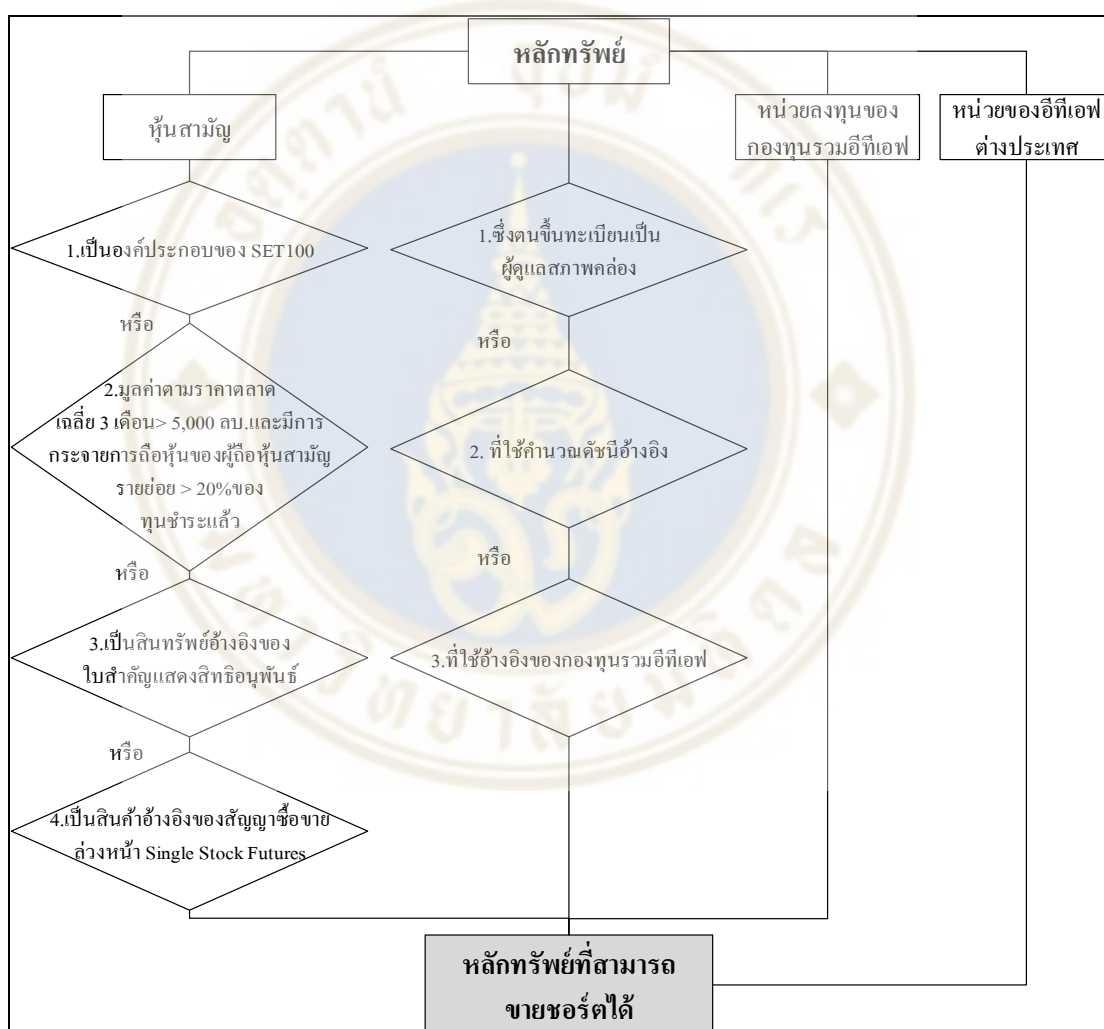 หลักทรัพย์
หุ้นสามัญ
หน่วยลงทุนของ
กองทุนรวมอีทีเอฟ
หน่วยของอีทีเอฟ
ต่างประเทศ
1.เป็นองค์ประกอบของ SET100
หรือ
2.มูลค่าตามราคาตลาด
เฉลี่ย 3 เดือน> 5,000 ลบ.และมีการ
กระจายการถือหุ้นของผู้ถือหุ้นสามัญ
รายย่อย > 20%ของ
ทุนชำระแล้ว
หรือ
3.เป็นสินทรัพย์อ้างอิงของ
ใบสำคัญแสดงสิทธิอนุพันธ์
หรือ
4.เป็นสินค้าอ้างอิงของสัญญาซื้อขาย
ล่วงหน้า Single Stock Futures
1.ซึ่งตนขึ้นทะเบียนเป็น
ผู้ดูแลสภาพคล่อง
หรือ
2. ที่ใช้คำนวณดัชนีอ้างอิง
หรือ
3.ที่ใช้อ้างอิงของกองทุนรวมอีทีเอฟ
หลักทรัพย์ที่สามารถ
ขายชอร์ตได้
มหาวิทยาลัยมหิดล